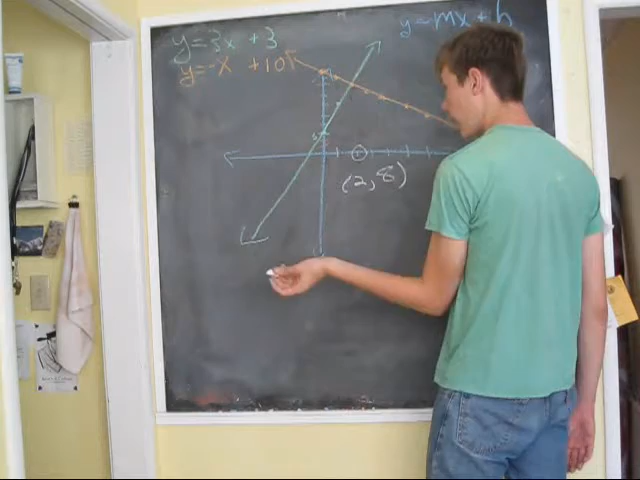 y=mx+b
y=3x+3
y=-x+10
(2,8)